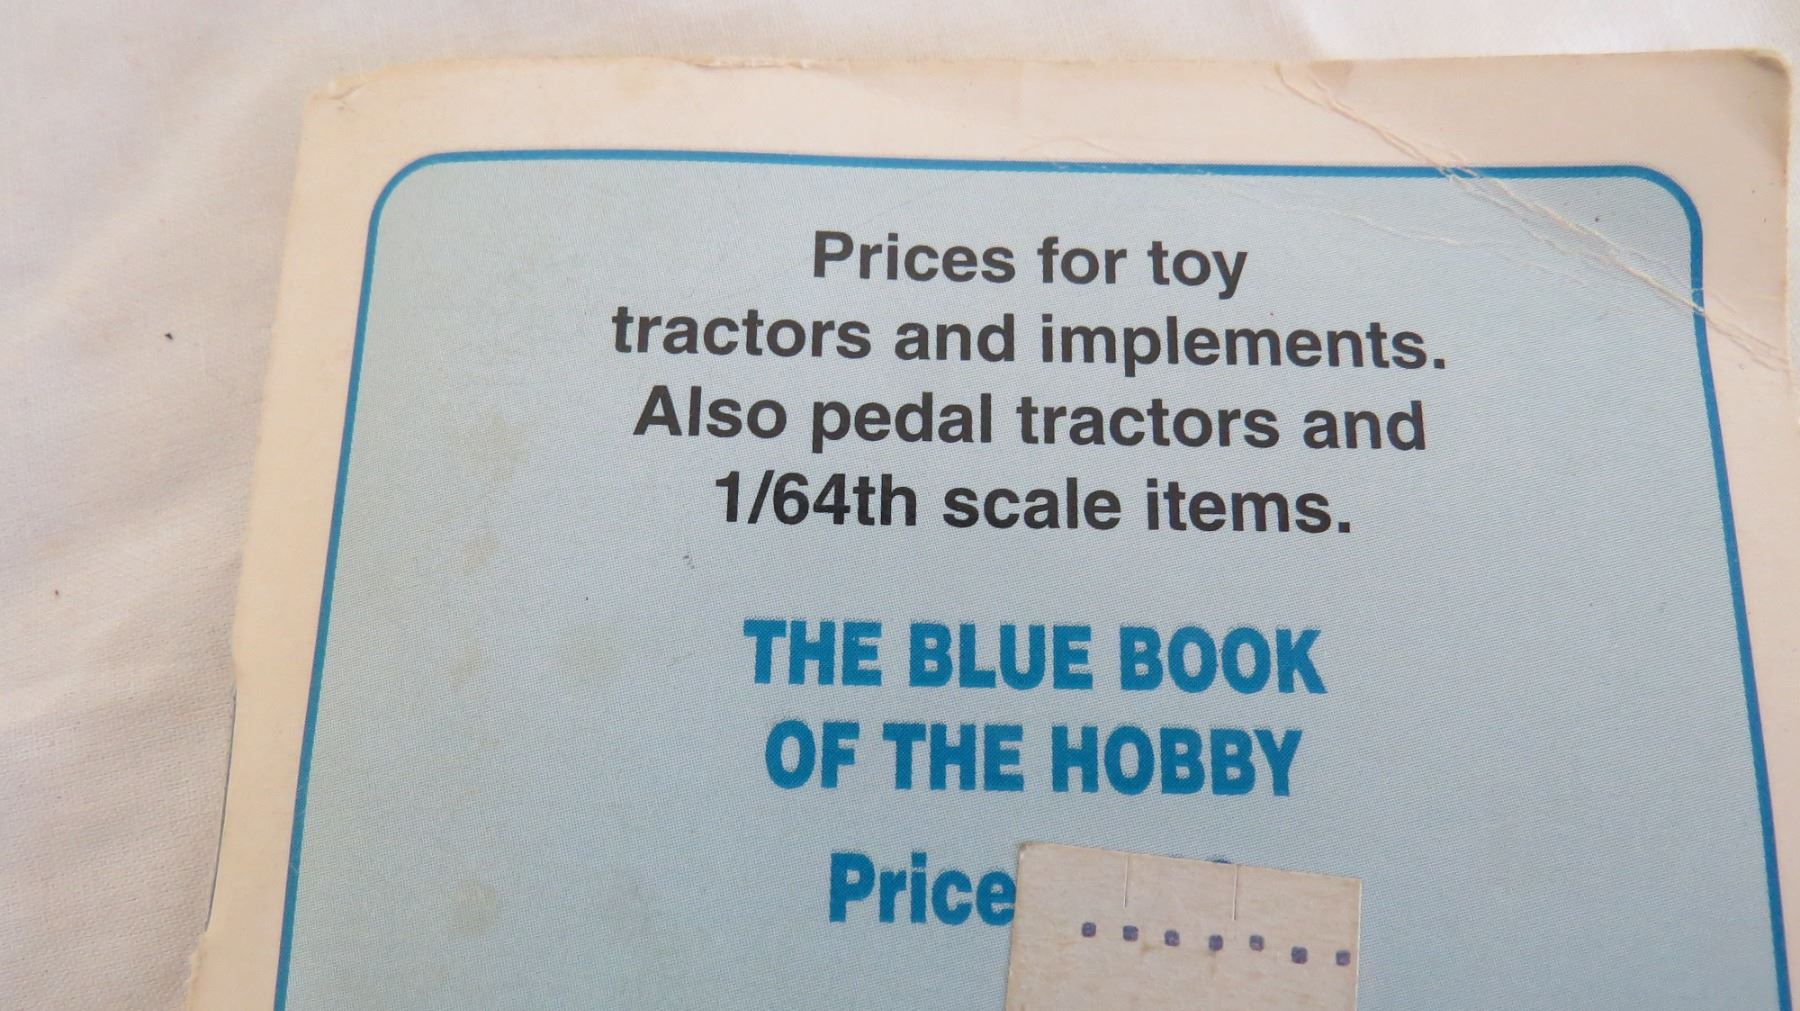 Prices for toy
tractors and implements.
Also pedal tractors and
1/64th scale items.
THE BLUE BOOK
OF THE HOBBY
Price